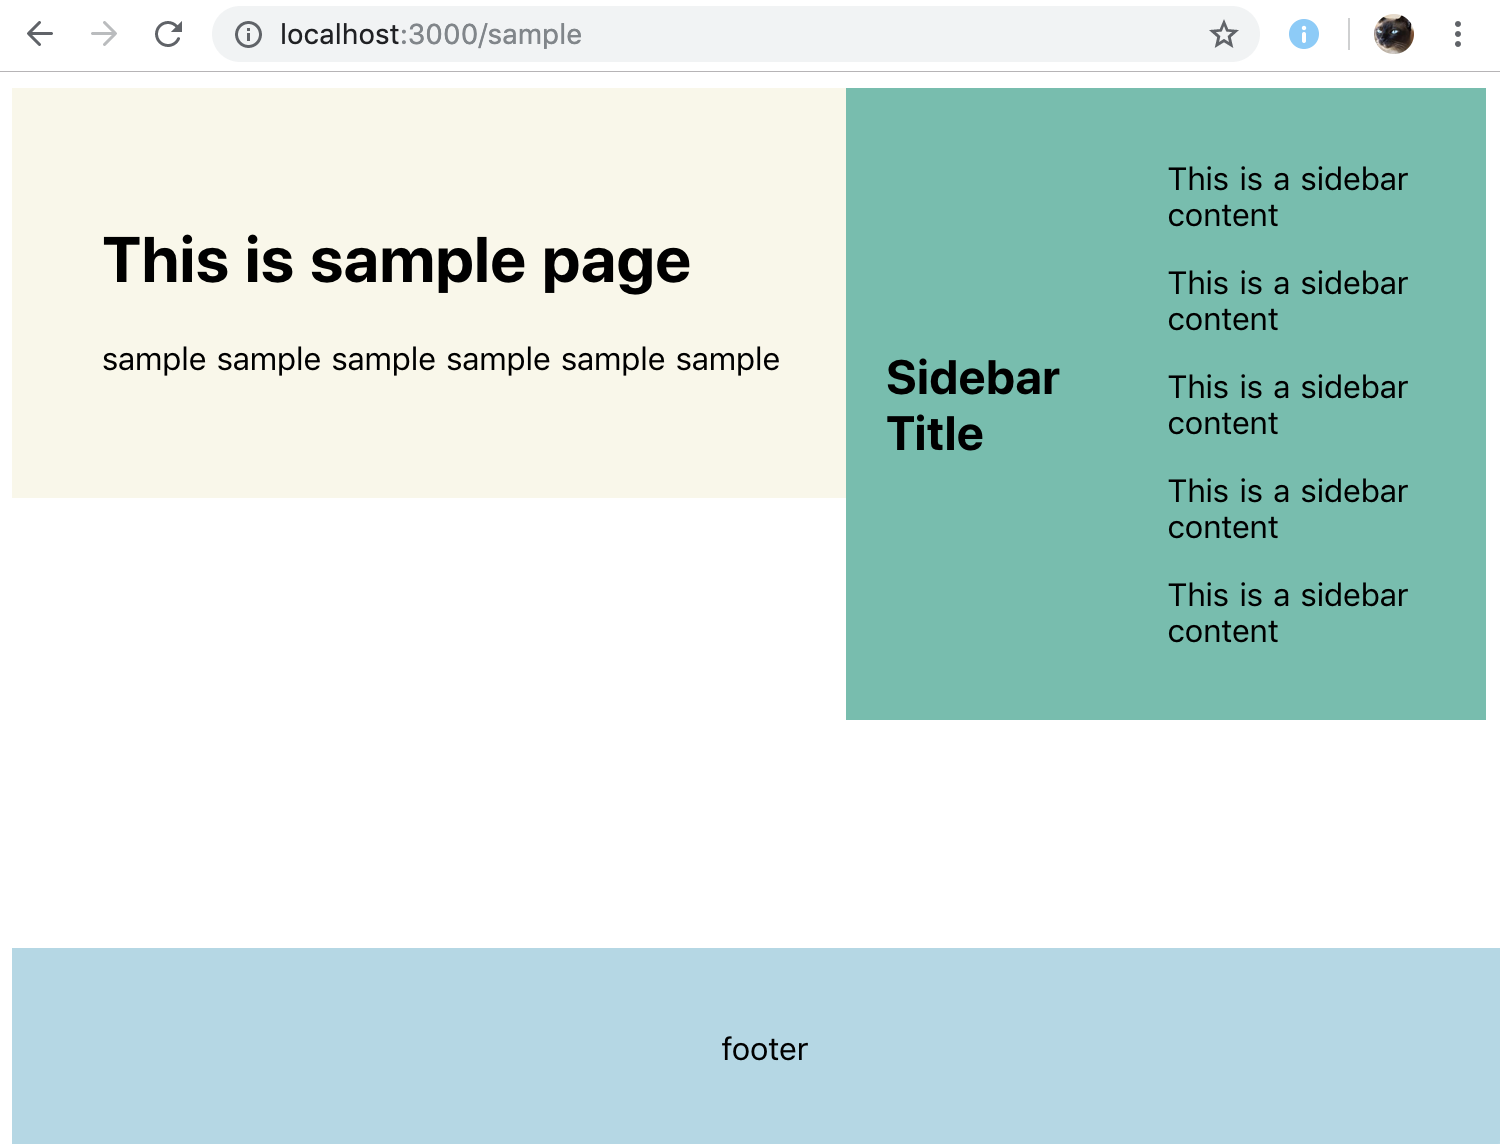 localhost:3000/sample
This is sample page
sample sample sample sample sample sample
Sidebar
Title
This is a sidebar
content
This is a sidebar
content
This is a sidebar
content
This is a sidebar
content
This is a sidebar
content
footer